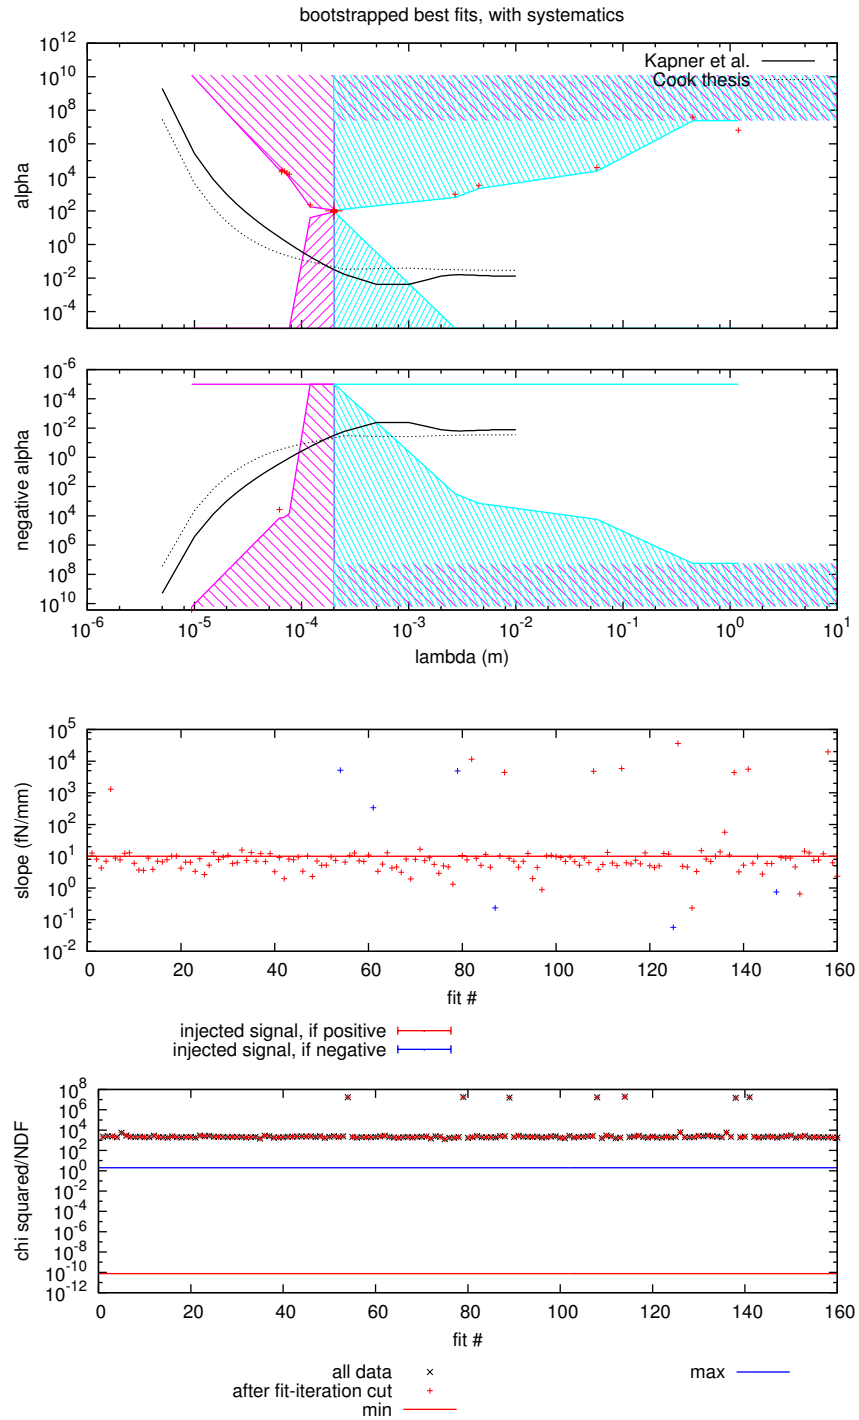 bootstrapped best fits, with systematics
10^12
10^10
10^8
10^6
10^4
10^2
10^0
10^-2
10^-4
alpha
Kapner et al.
Cook thesis
10^-6
10^-4
10^-2
10^0
10^2
10^4
10^6
10^8
10^10
negative alpha
10^-6 10^-5 10^-4 10^-3 10^-2 10^-1 10^0 10^1
lambda (m)
10^5
10^4
10^3
10^2
10^1
10^0
10^-1
10^-2
slope (fN/mm)
0 20 40 60 80 100 120 140 160
fit #
injected signal, if positive
injected signal, if negative
10^8
10^6
10^4
10^2
10^0
10^-2
10^-4
10^-6
10^-8
10^-10
10^-12
chi squared/NDF
0 20 40 60 80 100 120 140 160
fit #
all data max
after fit-iteration cut
min